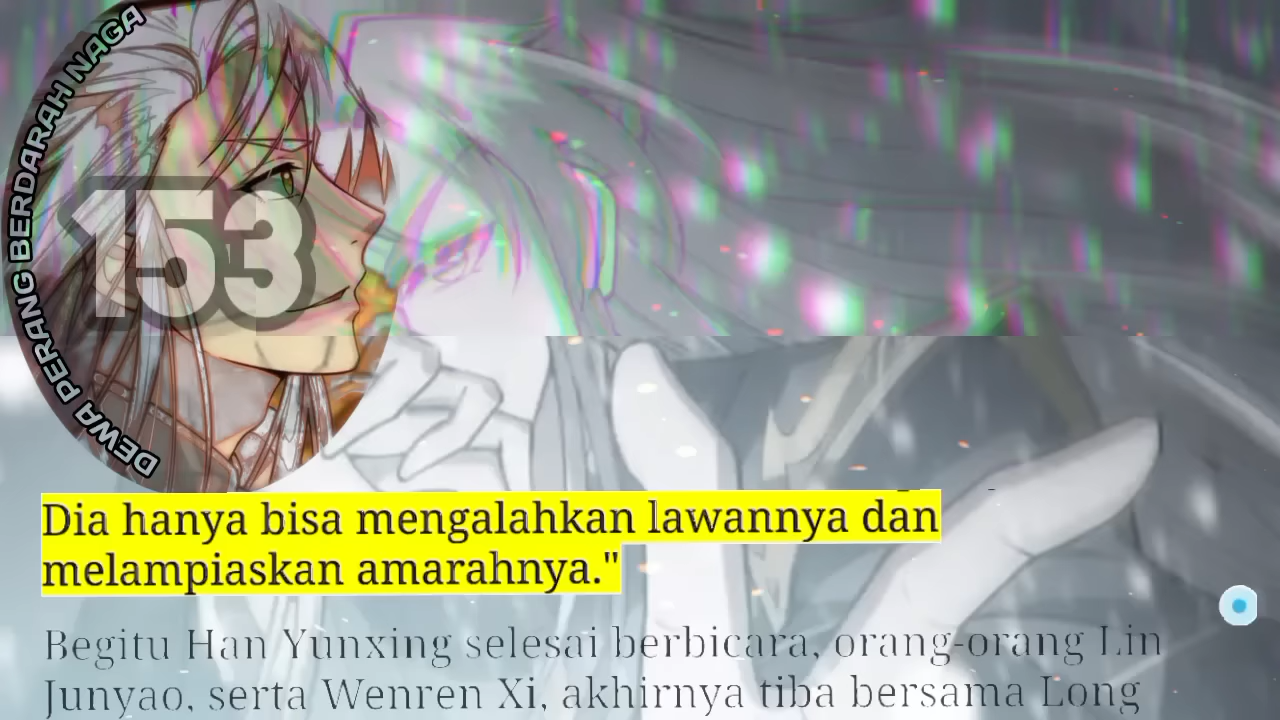 DEWA PERANG BERDARAH NAGA
153
Dia hanya bisa mengalahkan lawannya dan
melampiaskan amarahnya."
Begitu Han Yunxing selesai berbicara, orang-orang Lin
Junyao, serta Wenren Xi, akhirnya tiba bersama Long